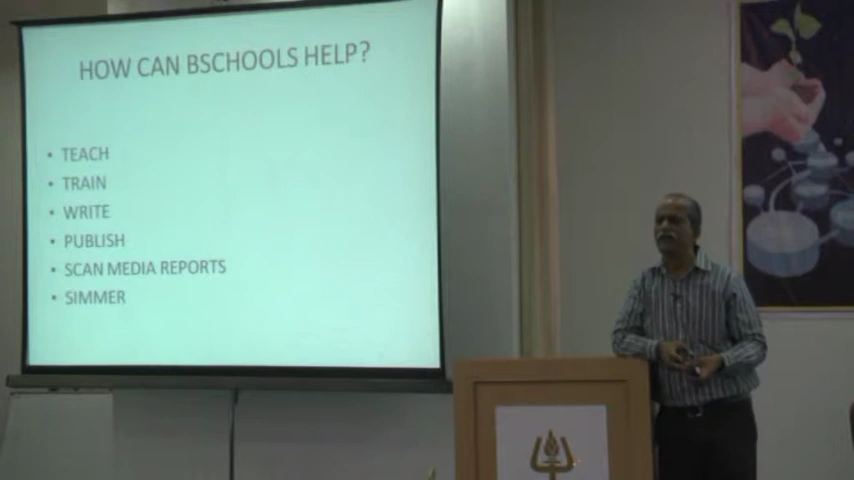 HOW CAN BSCHOOLS HELP?
• TEACH
• TRAIN
• WRITE
• PUBLISH
• SCAN MEDIA REPORTS
• SIMMER